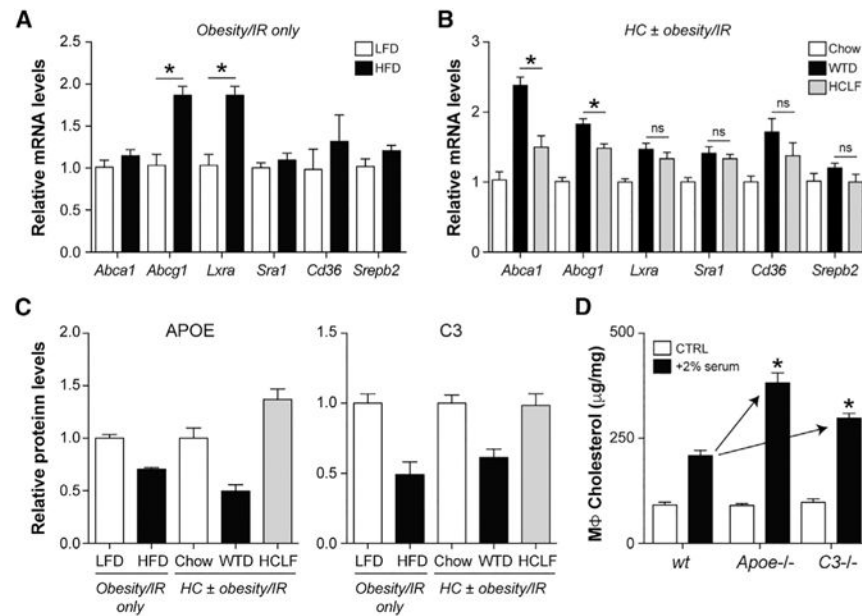 A
Obesity/IR only
LFD
HFD
Relative mRNA levels
2.5
2.0
1.5
1.0
0.5
0.0
*
*
Abca1 Abcg1 Lxra Sra1 Cd36 Srepb2
B
HC ± obesity/IR
Chow
WTD
HCLF
Relative mRNA levels
3
2
1
0
*
*
ns
ns
ns
ns
Abca1 Abcg1 Lxra Sra1 Cd36 Srepb2
C
APOE
Relative proteinn levels
2.0
1.5
1.0
0.5
0.0
LFD HFD Chow WTD HCLF
Obesity/IR HC ± obesity/IR
only
C3
1.5
1.0
0.5
0.0
LFD HFD Chow WTD HCLF
Obesity/IR HC ± obesity/IR
only
D
CTRL
+2% serum
MΦ Cholesterol (µg/mg)
500
250
0
*
*
wt Apoe-/- C3-/-